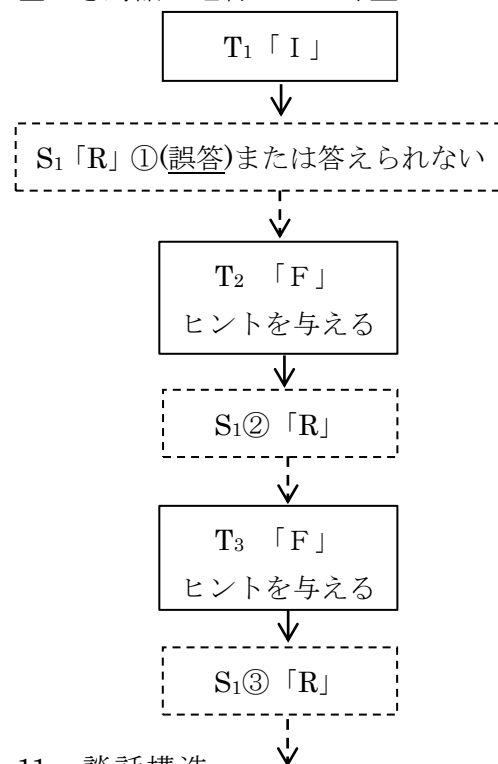 T₁「I」
S₁「R」①(誤答)または答えられない
T₂ 「F」
ヒントを与える
S₁②「R」
T₃ 「F」
ヒントを与える
S₁③「R」
11 談話構造